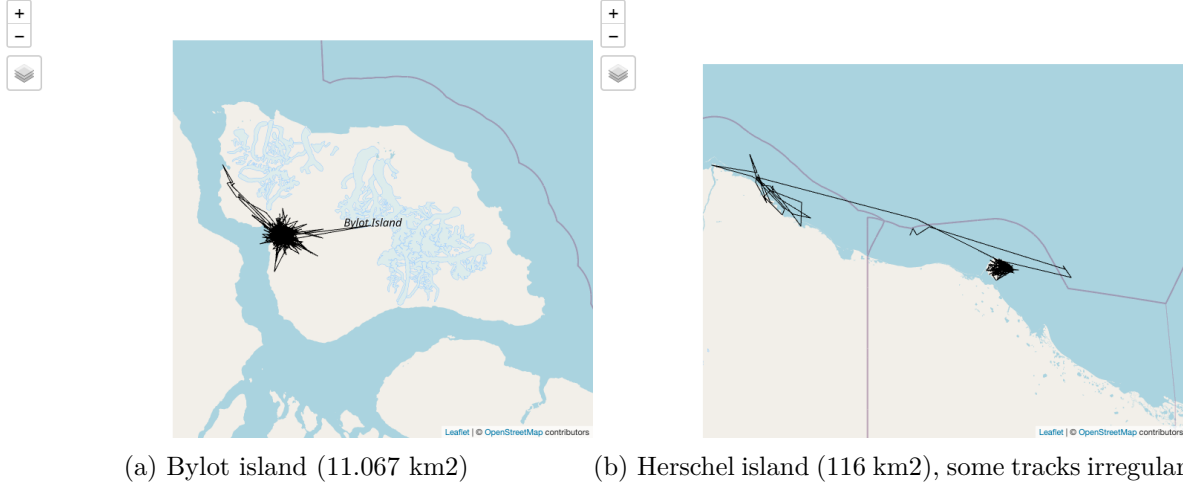 +
−
+
−
Bylot Island
Leaflet | © OpenStreetMap contributors
Leaflet | © OpenStreetMap contributors
(a) Bylot island (11.067 km2)
(b) Herschel island (116 km2), some tracks irregular